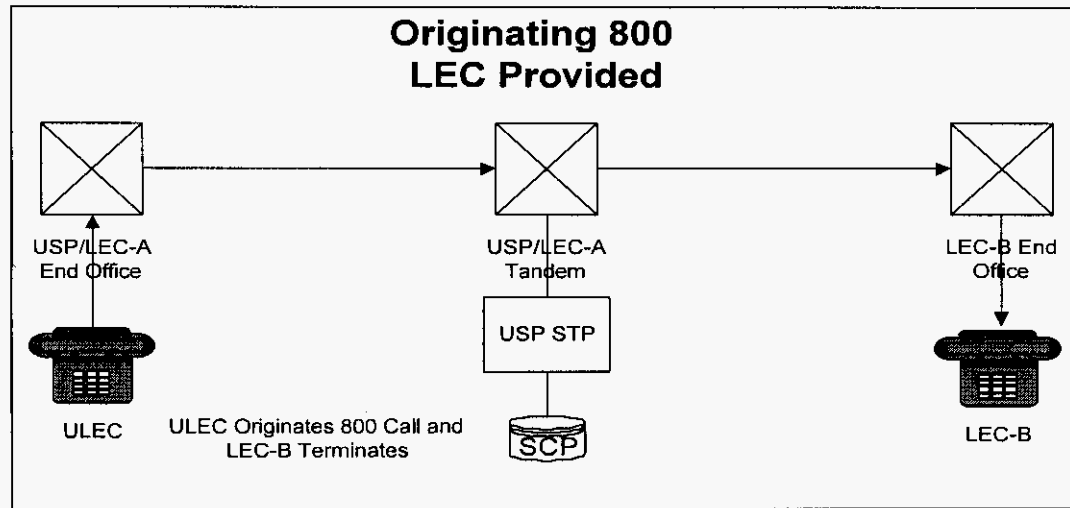 Originating 800
LEC Provided
USP/LEC-A
End Office
USP/LEC-A
Tandem
LEC-B End
Office
USP STP
ULEC
ULEC Originates 800 Call and
LEC-B Terminates
SCP
LEC-B